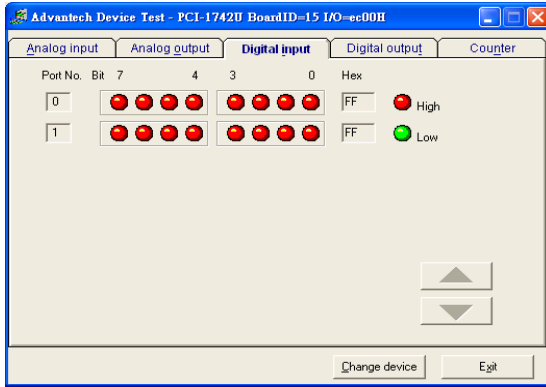 Advantech Device Test - PCI-1742U BoardID=15 I/O=ec00H
Analog input Analog output Digital input Digital output Counter
Port No. Bit 7 4 3 0 Hex
0 FF High
1 FF Low
Change device Exit